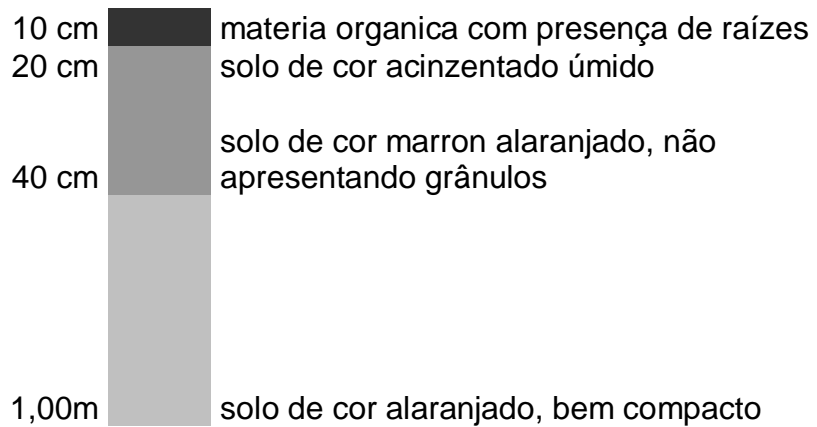 10 cm materia organica com presença de raízes
20 cm solo de cor acinzentado úmido
solo de cor marron alaranjado, não
40 cm apresentando grânulos
1,00m solo de cor alaranjado, bem compacto